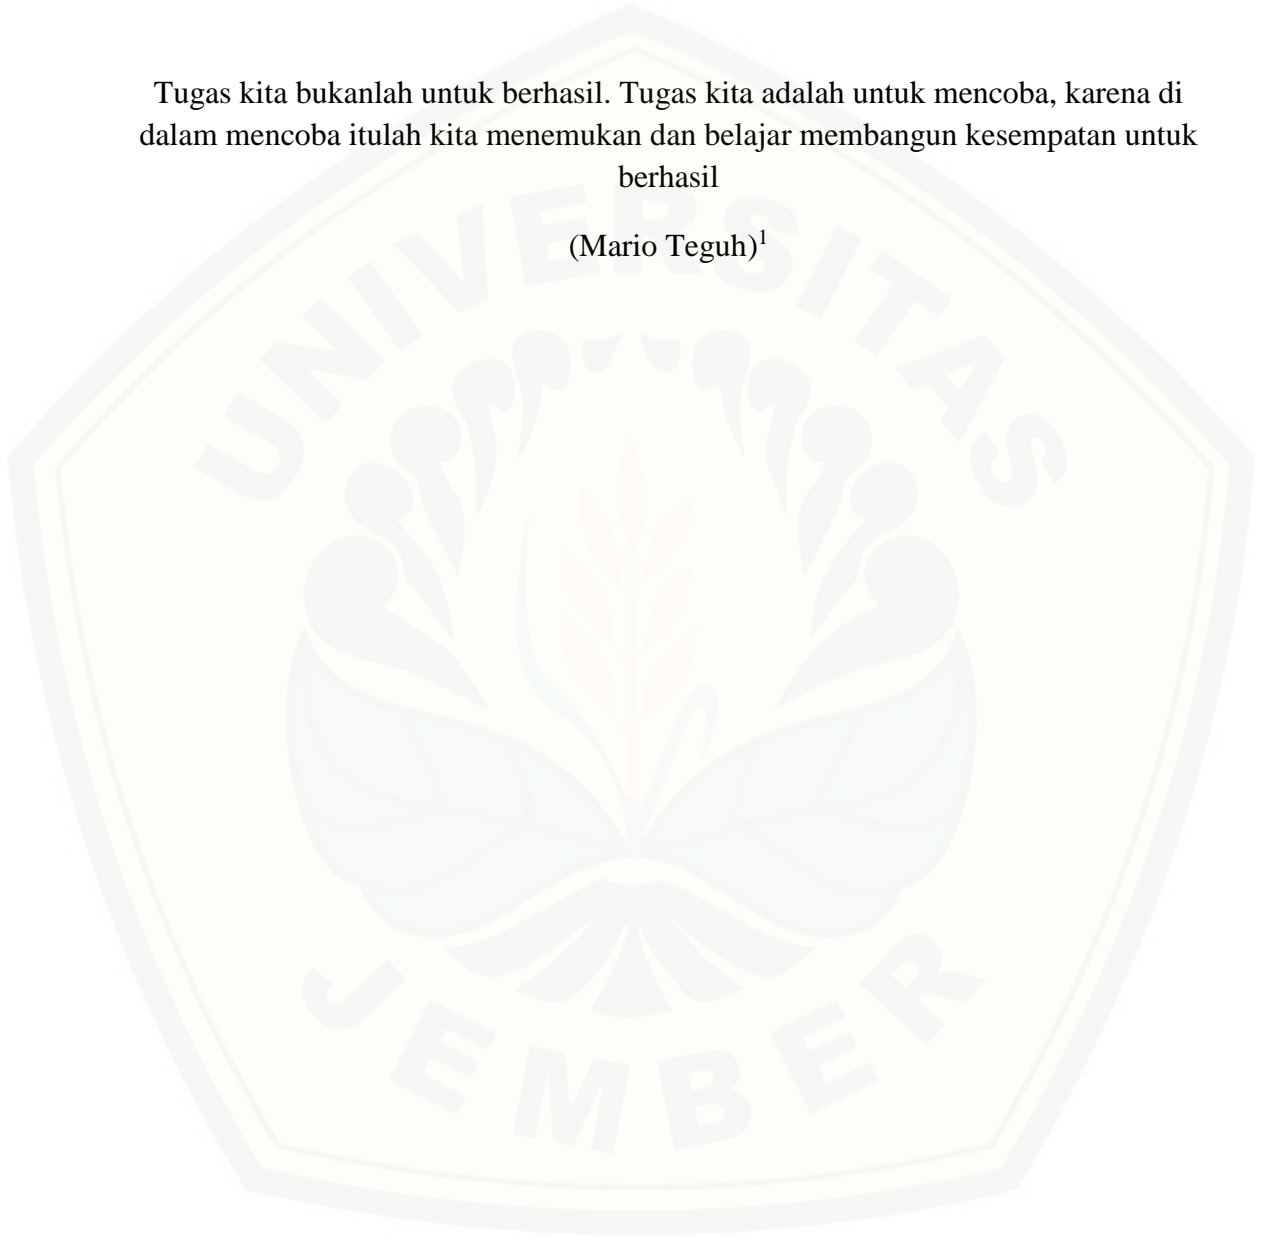 Tugas kita bukanlah untuk berhasil. Tugas kita adalah untuk mencoba, karena di
dalam mencoba itulah kita menemukan dan belajar membangun kesempatan untuk
berhasil
(Mario Teguh)¹
UNIVERSITAS
JEMBER